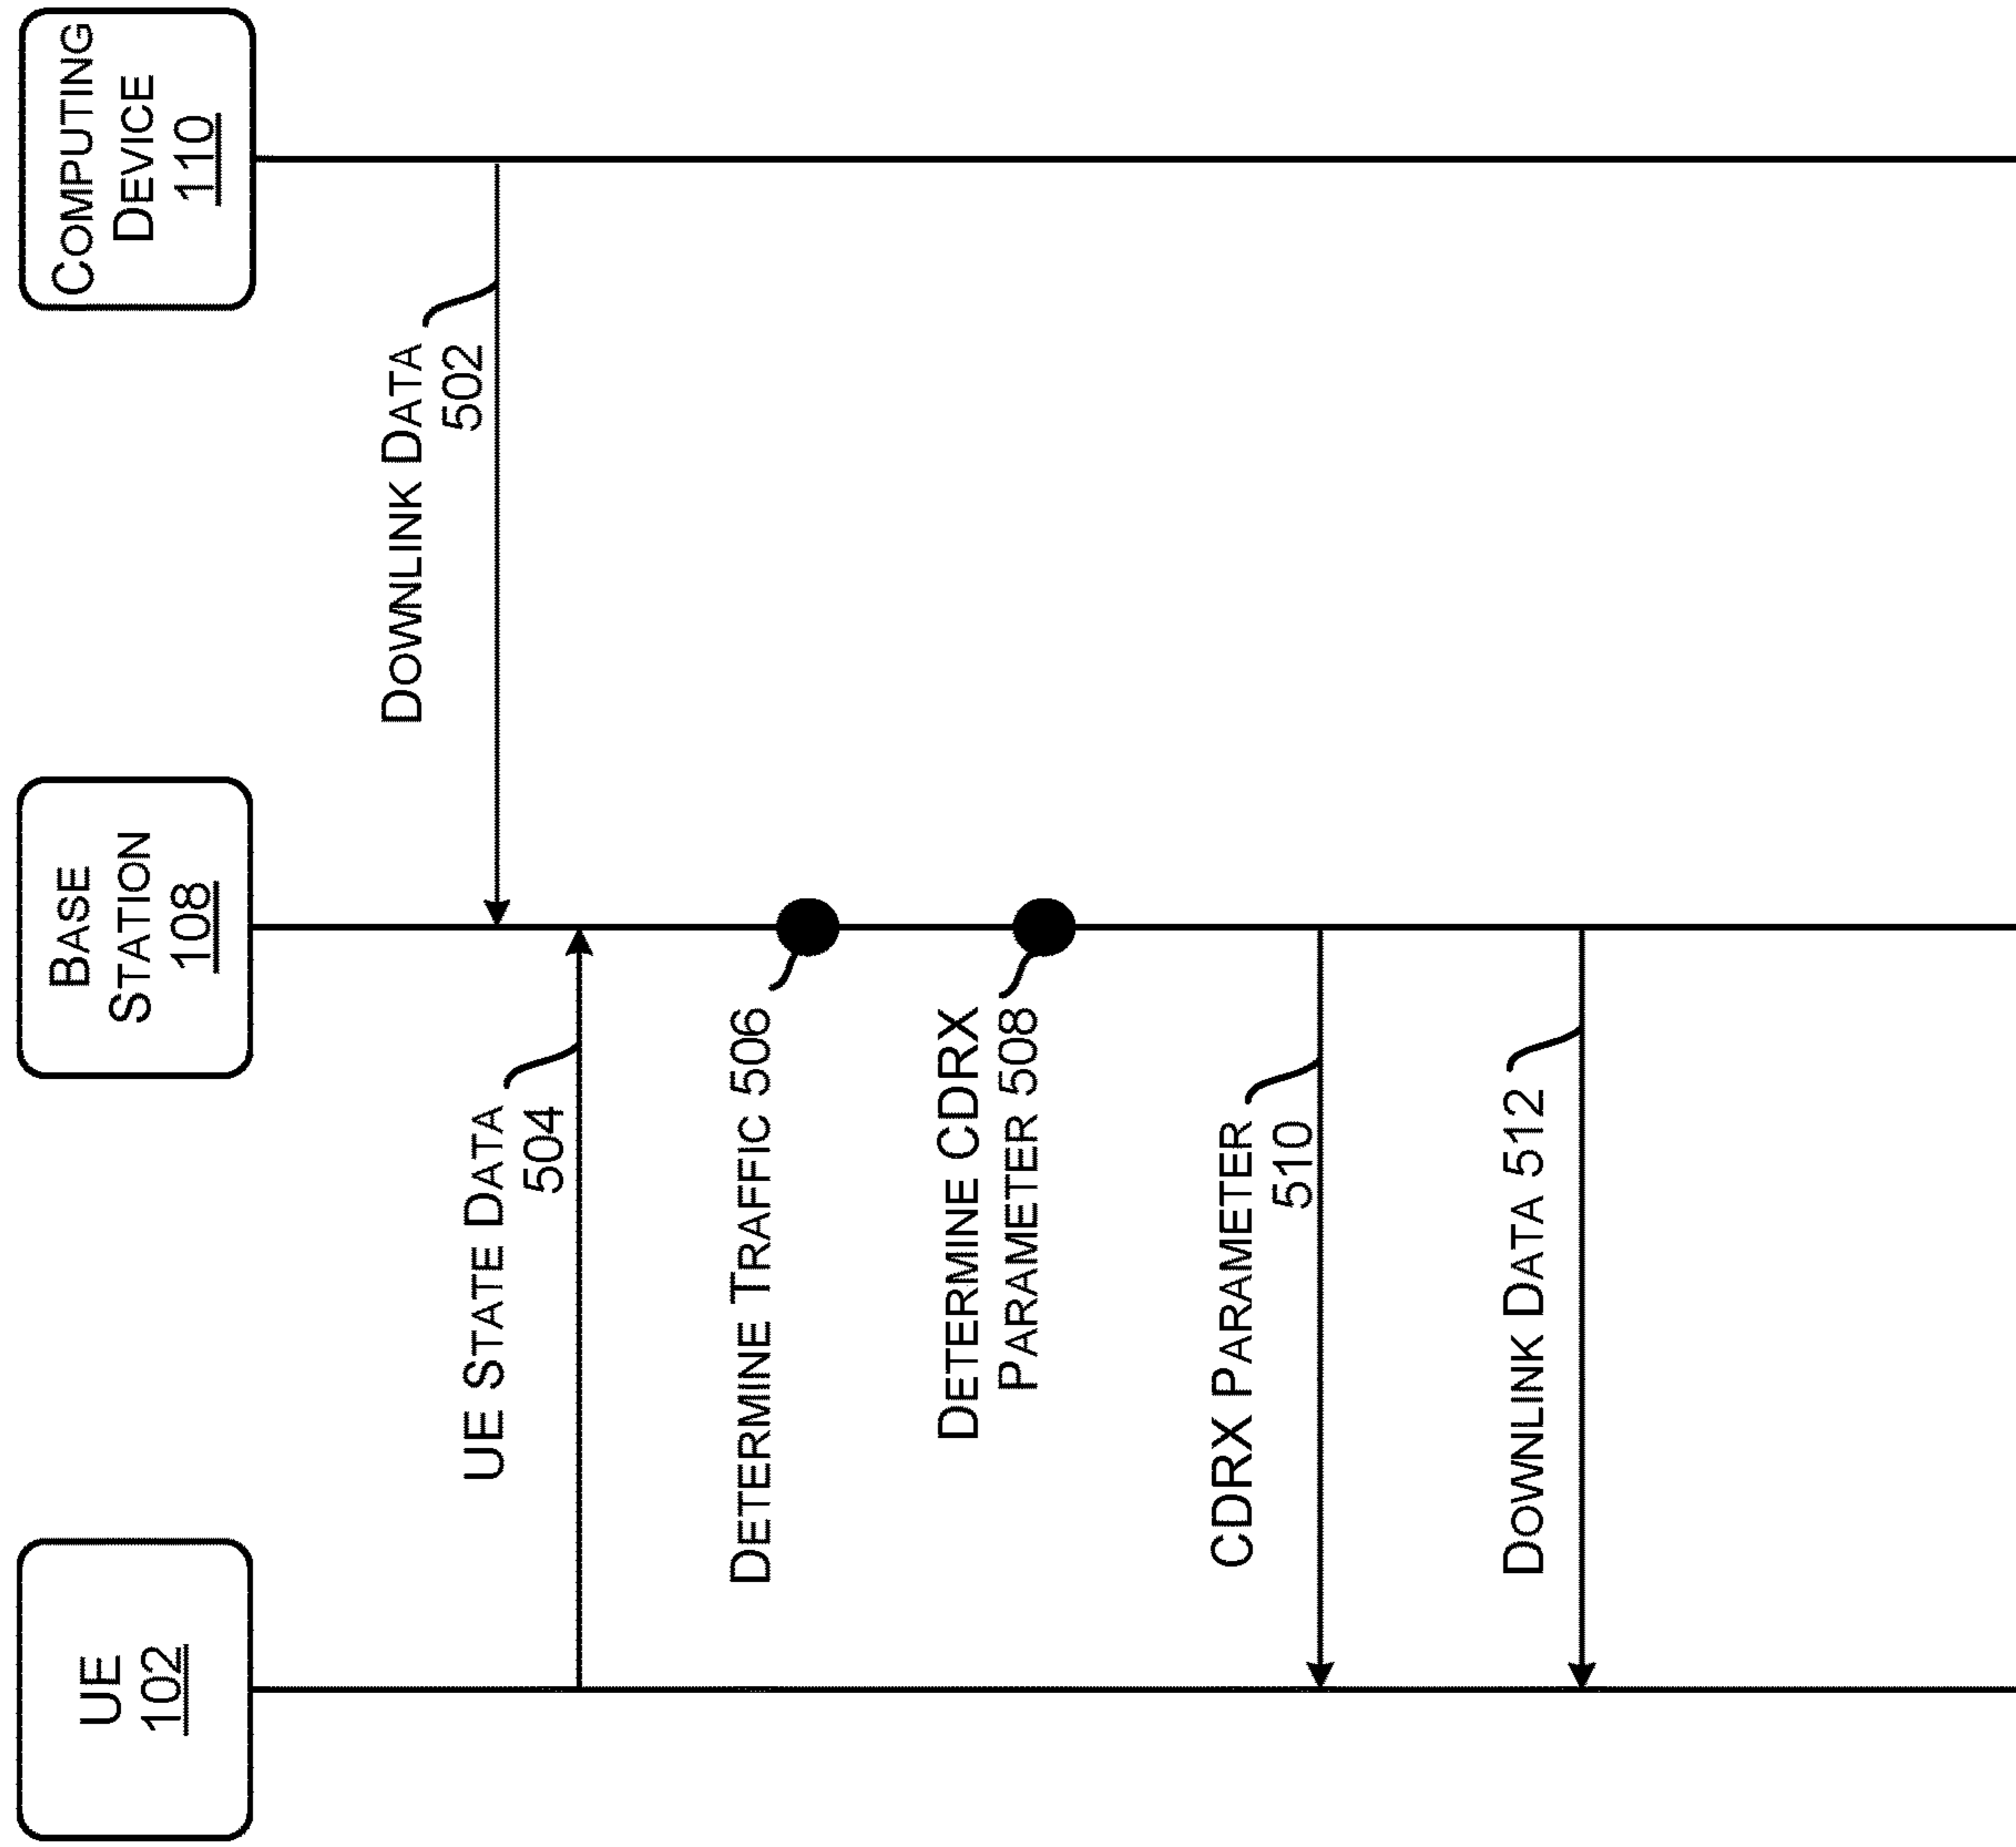 UE
102
BASE
STATION
108
COMPUTING
DEVICE
110
DOWNLINK DATA
502
UE STATE DATA
504
DETERMINE TRAFFIC 506
DETERMINE CDRX
PARAMETER 508
CDRX PARAMETER
510
DOWNLINK DATA 512